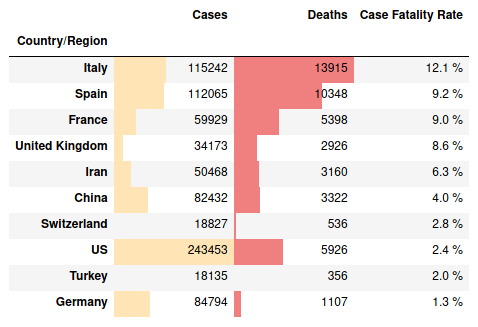 Cases Deaths Case Fatality Rate
Country/Region
Italy 115242 13915 12.1 %
Spain 112065 10348 9.2 %
France 59929 5398 9.0 %
United Kingdom 34173 2926 8.6 %
Iran 50468 3160 6.3 %
China 82432 3322 4.0 %
Switzerland 18827 536 2.8 %
US 243453 5926 2.4 %
Turkey 18135 356 2.0 %
Germany 84794 1107 1.3 %